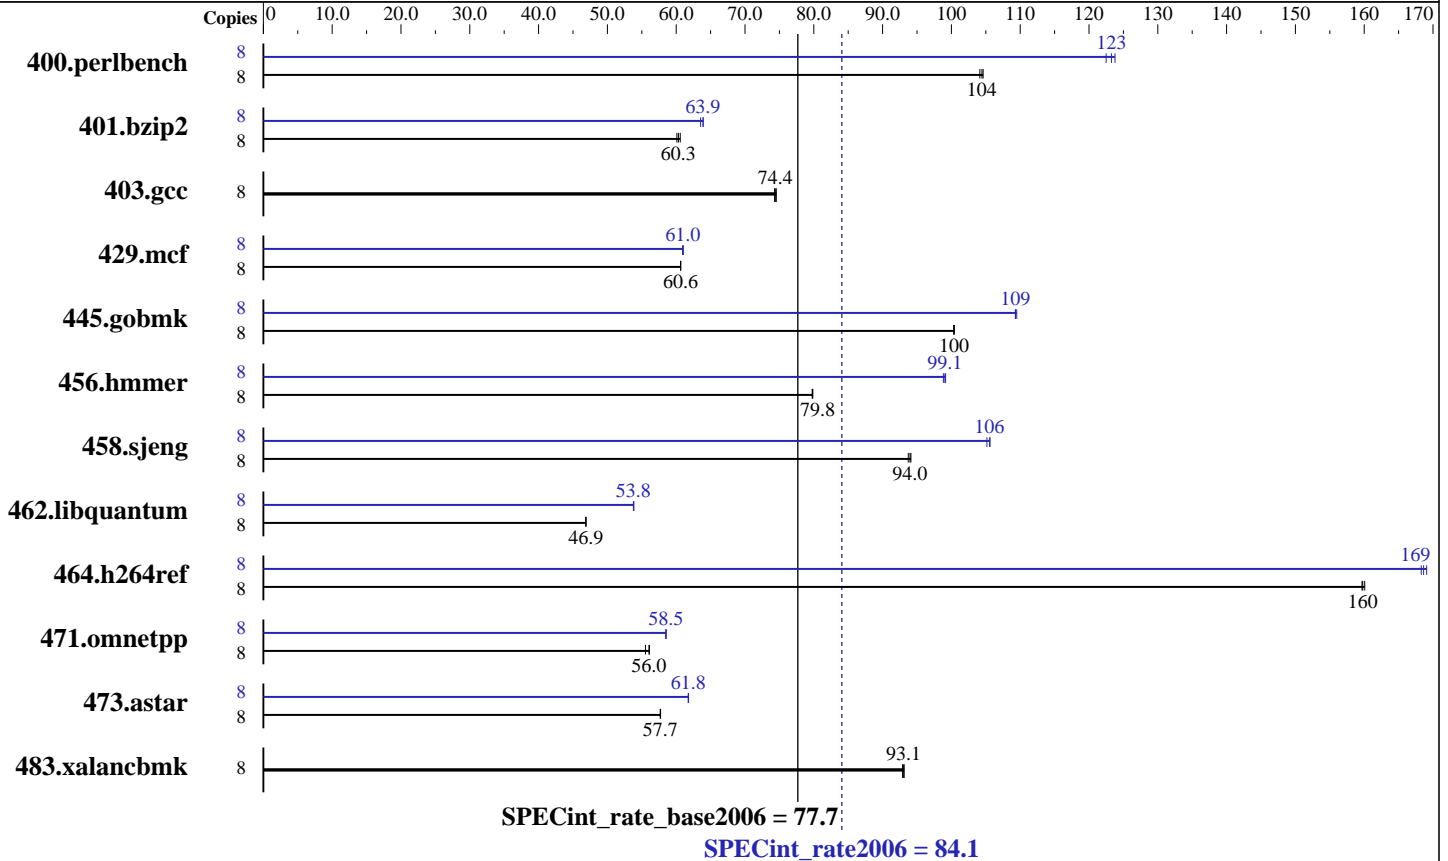 Copies 0 10.0 20.0 30.0 40.0 50.0 60.0 70.0 80.0 90.0 100 110 120 130 140 150 160 170
400.perlbench 8 123
8 104
401.bzip2 8 63.9
8 60.3
403.gcc 8 74.4
429.mcf 8 61.0
8 60.6
445.gobmk 8 109
8 100
456.hmmer 8 99.1
8 79.8
458.sjeng 8 106
8 94.0
462.libquantum 8 53.8
8 46.9
464.h264ref 8 169
8 160
471.omnetpp 8 58.5
8 56.0
473.astar 8 61.8
8 57.7
483.xalancbmk 8 93.1
SPECint_rate_base2006 = 77.7
SPECint_rate2006 = 84.1